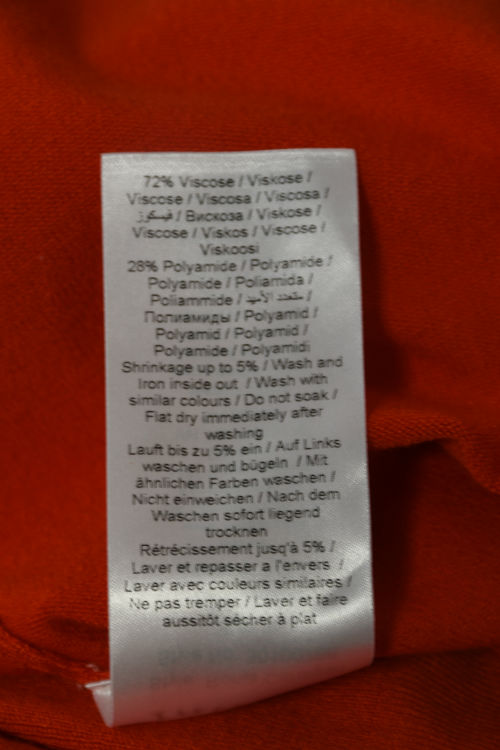 72% Viscose / Viskose /
Viscose / Viscosa / Viscosa /
فيسكوز / Вискоза / Viskose /
Viscose / Viskos / Viscose /
Viskoosi
28% Polyamide / Polyamide /
Polyamide / Poliamida /
Poliammide / متعدد الأميد /
Полиамиды / Polyamid /
Polyamid / Polyamid /
Polyamide / Polyamidi
Shrinkage up to 5% / Wash and
Iron inside out / Wash with
similar colours / Do not soak /
Flat dry immediately after
washing
Lauft bis zu 5% ein / Auf Links
waschen und bügeln / Mit
ähnlichen Farben waschen /
Nicht einweichen / Nach dem
Waschen sofort liegend
trocknen
Rétrécissement jusq'à 5% /
Laver et repasser a l'envers /
Laver avec couleurs similaires /
Ne pas tremper / Laver et faire
aussitôt sécher à plat